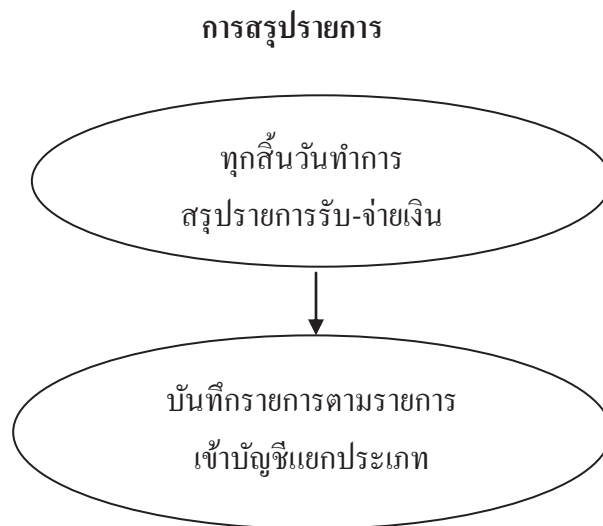 การสรุปรายการ
ทุกสิ้นวันทำการ
สรุปรายการรับ-จ่ายเงิน
บันทึกรายการตามรายการ
เข้าบัญชีแยกประเภท